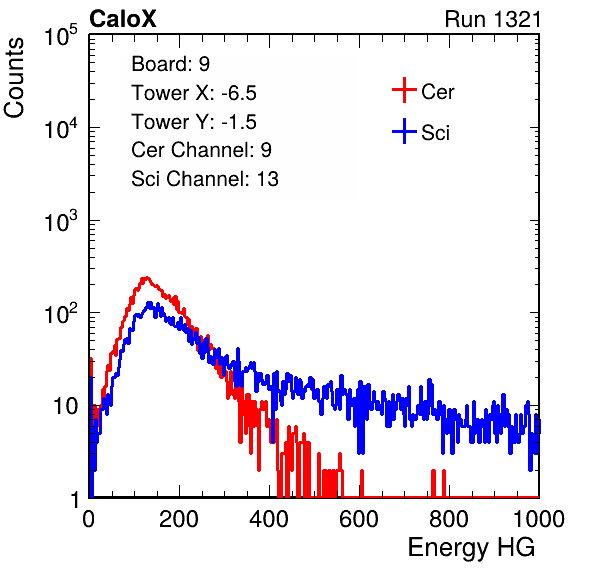 CaloX Run 1321
Counts
10^5
10^4
10^3
10^2
10
1
Board: 9
Tower X: -6.5
Tower Y: -1.5
Cer Channel: 9
Sci Channel: 13
Cer
Sci
0 200 400 600 800 1000
Energy HG